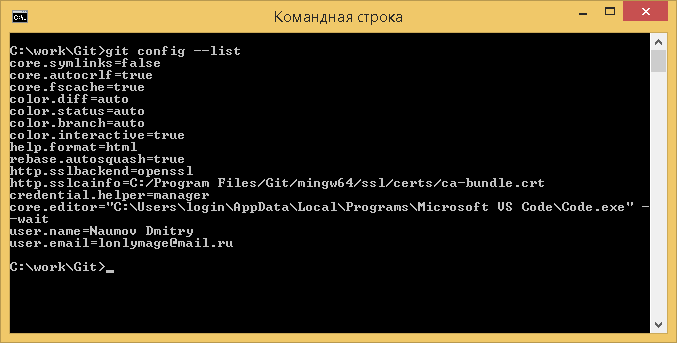 Командная строка
C:\work\Git>git config --list
core.symlinks=false
core.autocrlf=true
core.fscache=true
color.diff=auto
color.status=auto
color.branch=auto
color.interactive=true
help.format=html
rebase.autosquash=true
http.sslbackend=openssl
http.sslcainfo=C:/Program Files/Git/mingw64/ssl/certs/ca-bundle.crt
credential.helper=manager
core.editor="C:\Users\login\AppData\Local\Programs\Microsoft VS Code\Code.exe" -
-wait
user.name=Naumov Dmitry
user.email=lonlymage@mail.ru
C:\work\Git>_